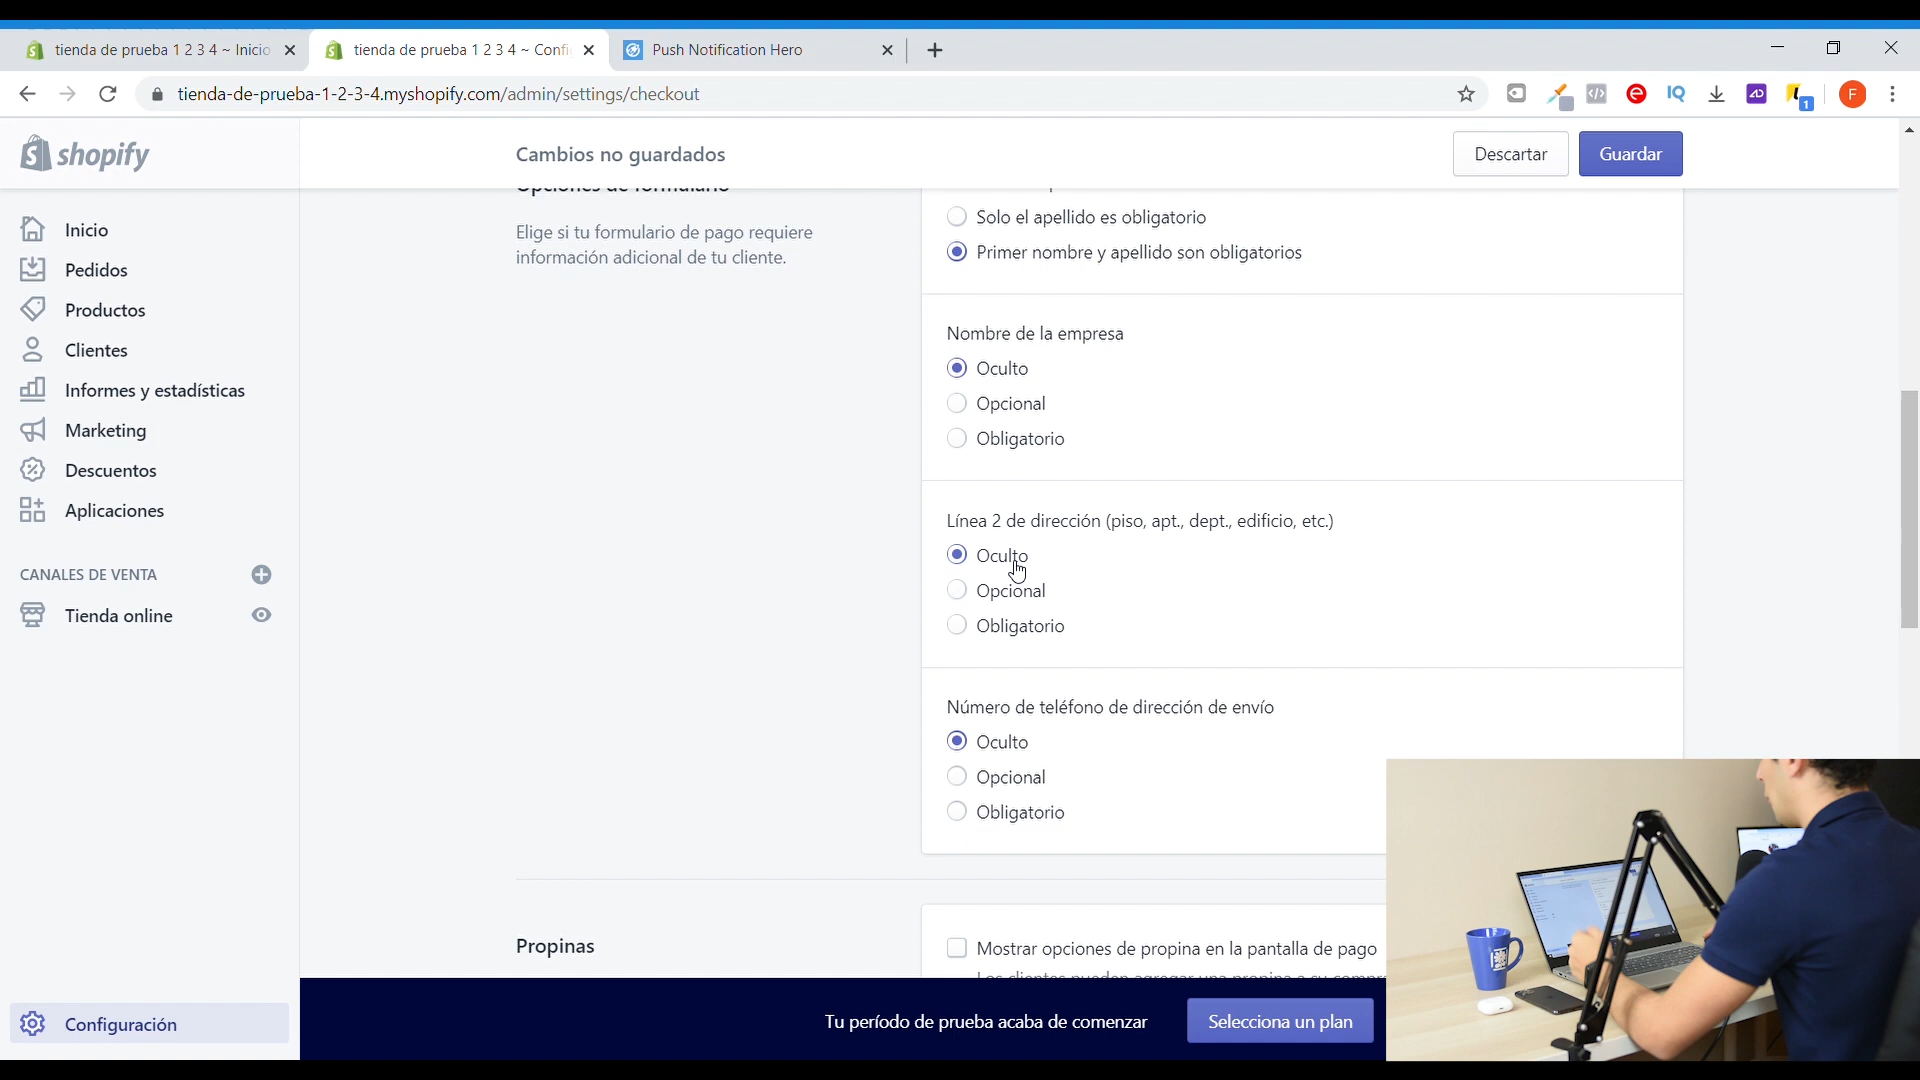 tienda de prueba 1 2 3 4 ~ Inicio
tienda de prueba 1 2 3 4 ~ Confi
Push Notification Hero
tienda-de-prueba-1-2-3-4.myshopify.com/admin/settings/checkout
IQ
1
F
shopify
Cambios no guardados
Descartar
Guardar
Inicio
Pedidos
Productos
Clientes
Informes y estadísticas
Marketing
Descuentos
Aplicaciones
CANALES DE VENTA
Tienda online
Configuración
Opciones de formulario
Elige si tu formulario de pago requiere
información adicional de tu cliente.
Solo el apellido es obligatorio
Primer nombre y apellido son obligatorios
Nombre de la empresa
Oculto
Opcional
Obligatorio
Línea 2 de dirección (piso, apt., dept., edificio, etc.)
Oculto
Opcional
Obligatorio
Número de teléfono de dirección de envío
Oculto
Opcional
Obligatorio
Propinas
Mostrar opciones de propina en la pantalla de pago
Los clientes pueden agregar una propina a su
Tu período de prueba acaba de comenzar
Selecciona un plan